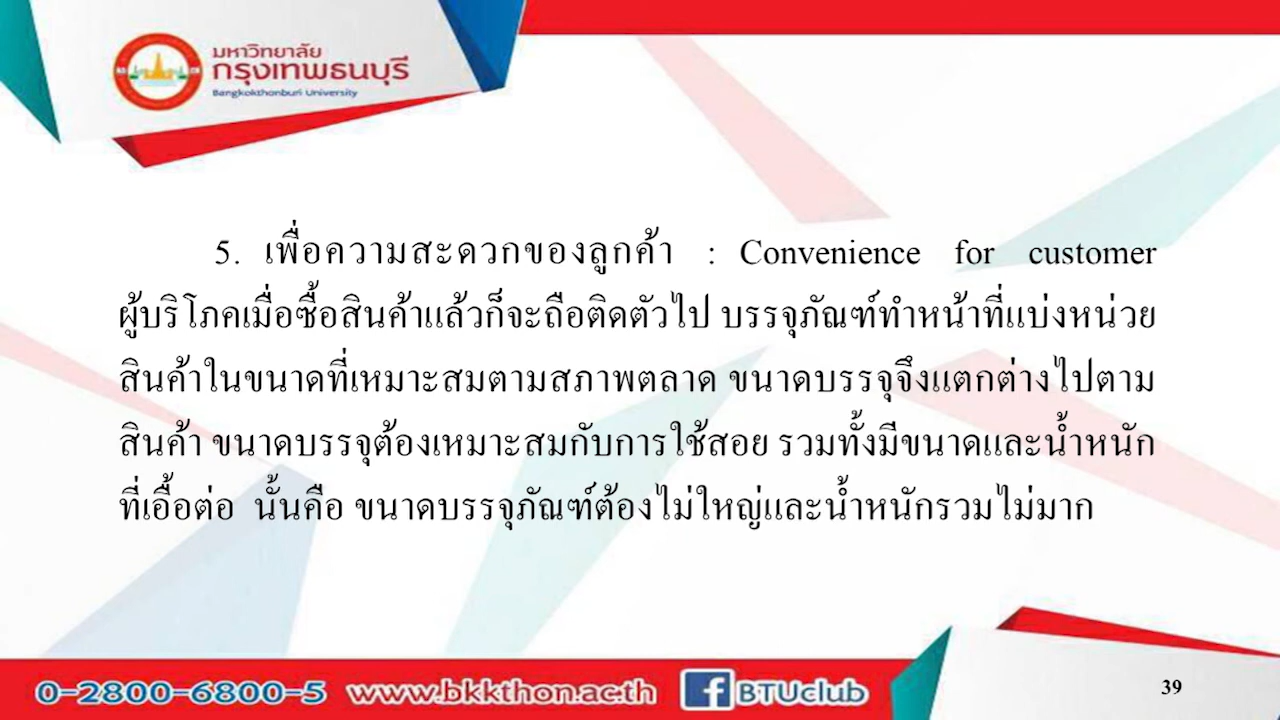 มหาวิทยาลัย
กรุงเทพธนบุรี
Bangkokthonburi University
5. เพื่อความสะดวกของลูกค้า : Convenience for customer
ผู้บริโภคเมื่อซื้อสินค้าแล้วก็จะถือติดตัวไป บรรจุภัณฑ์ทำหน้าที่แบ่งหน่วย
สินค้าในขนาดที่เหมาะสมตามสภาพตลาด ขนาดบรรจุจึงแตกต่างไปตาม
สินค้า ขนาดบรรจุต้องเหมาะสมกับการใช้สอย รวมทั้งมีขนาดและน้ำหนัก
ที่เอื้อต่อ นั้นคือ ขนาดบรรจุภัณฑ์ต้องไม่ใหญ่และน้ำหนักรวมไม่มาก
0-2800-6800-5 www.bkkthon.ac.th f BTUclub
39